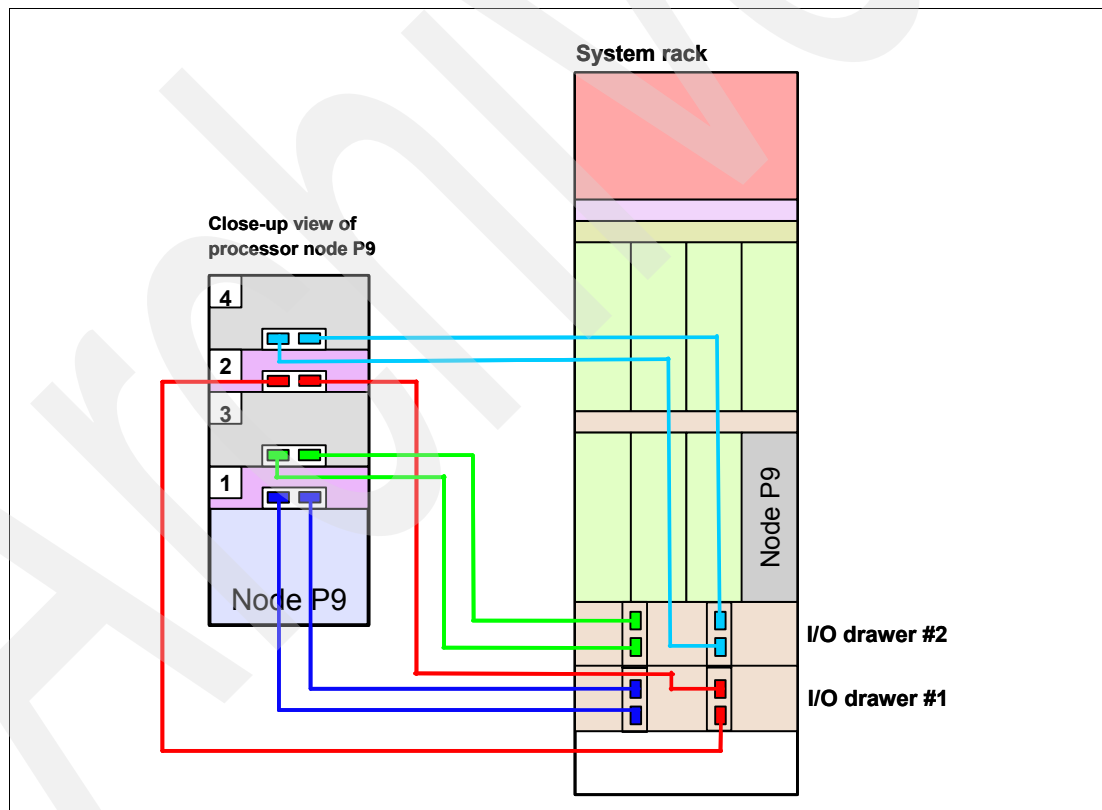 System rack
Close-up view of
processor node P9
4
2
3
1
Node P9
Node P9
I/O drawer #2
I/O drawer #1
Archive